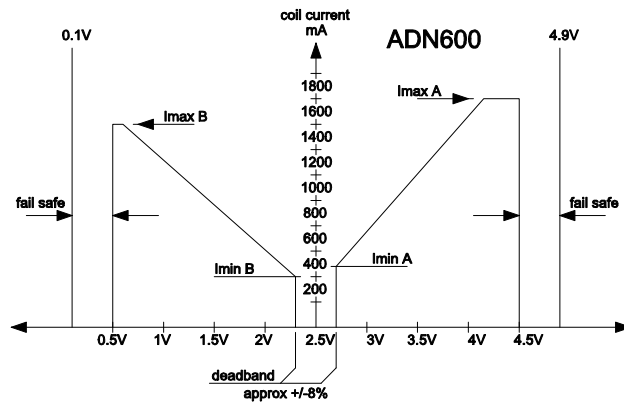 coil current
mA
ADN600
0.1V
4.9V
1800
1600
1400
1200
1000
800
600
400
200
Imax B
Imax A
fail safe
fail safe
Imin B
Imin A
0.5V
1V
1.5V
2V
2.5V
3V
3.5V
4V
4.5V
deadband
approx +/-8%